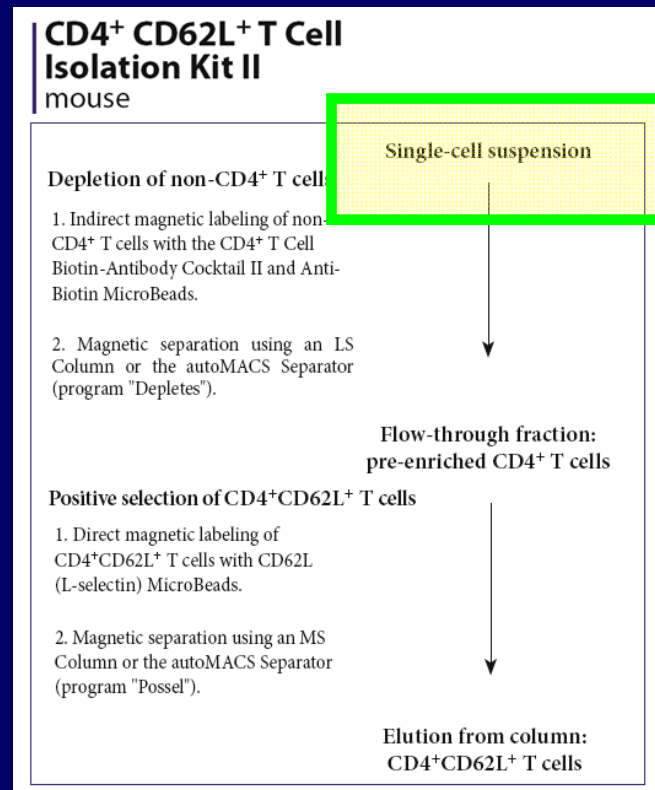 CD4⁺ CD62L⁺ T Cell
Isolation Kit II
mouse
Single-cell suspension
Depletion of non-CD4⁺ T cells
1. Indirect magnetic labeling of non-
CD4⁺ T cells with the CD4⁺ T Cell
Biotin-Antibody Cocktail II and Anti-
Biotin MicroBeads.
2. Magnetic separation using an LS
Column or the autoMACS Separator
(program "Depletes").
Flow-through fraction:
pre-enriched CD4⁺ T cells
Positive selection of CD4⁺CD62L⁺ T cells
1. Direct magnetic labeling of
CD4⁺CD62L⁺ T cells with CD62L
(L-selectin) MicroBeads.
2. Magnetic separation using an MS
Column or the autoMACS Separator
(program "Possel").
Elution from column:
CD4⁺CD62L⁺ T cells